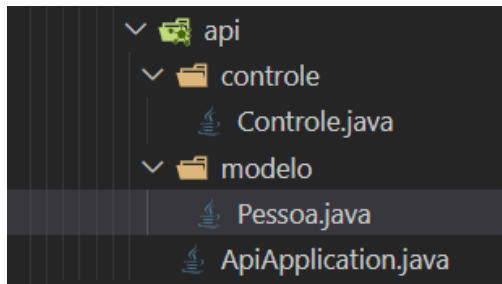 api
controle
Controle.java
modelo
Pessoa.java
ApiApplication.java